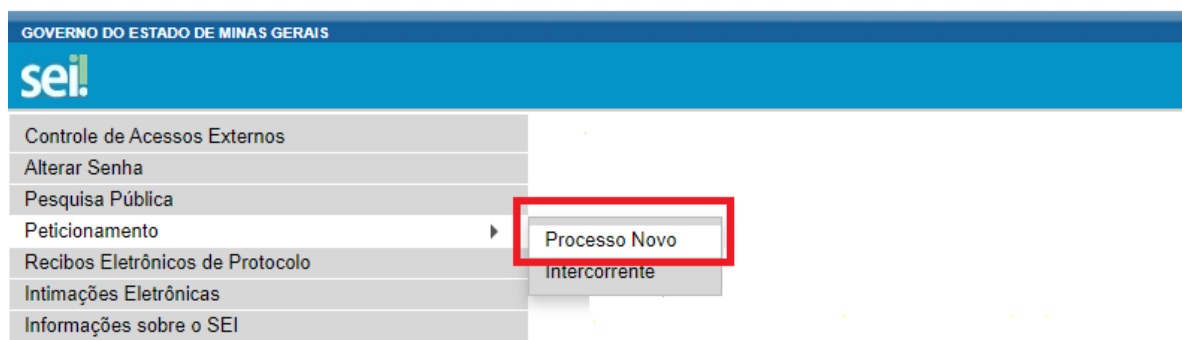 GOVERNO DO ESTADO DE MINAS GERAIS
sei!
Controle de Acessos Externos
Alterar Senha
Pesquisa Pública
Peticionamento
Processo Novo
Intercorrente
Recibos Eletrônicos de Protocolo
Intimações Eletrônicas
Informações sobre o SEI